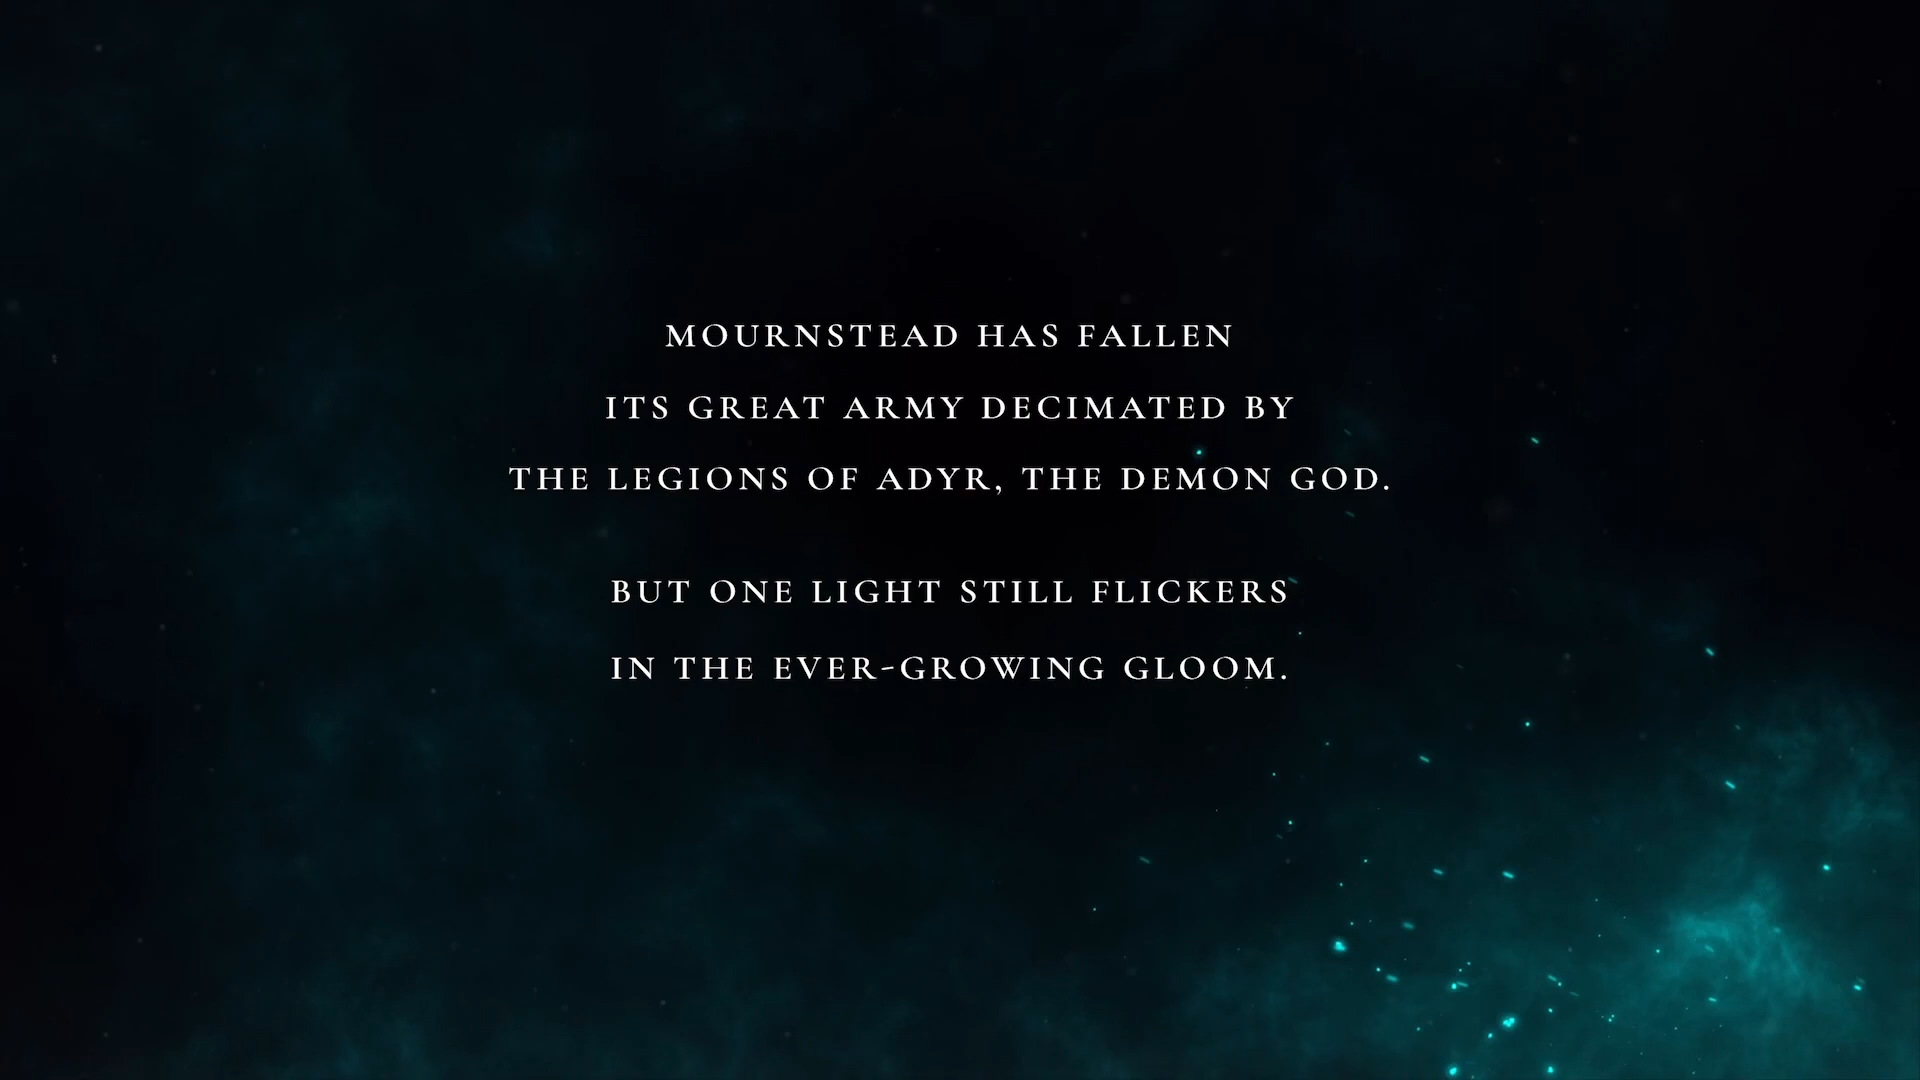 MOURNSTEAD HAS FALLEN
ITS GREAT ARMY DECIMATED BY
THE LEGIONS OF ADYR, THE DEMON GOD.
BUT ONE LIGHT STILL FLICKERS
IN THE EVER-GROWING GLOOM.